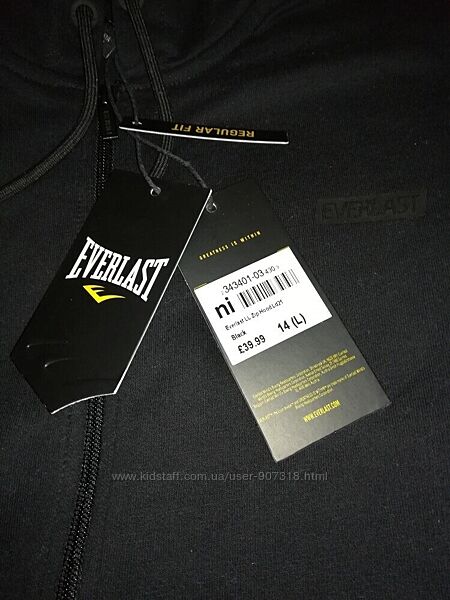 REGULAR FIT
EVERLAST
EVERLAST
GREATNESS IS WITHIN
343401-03
ni
Everlast LL Zip Hood Ld21
Black
£39.99 14 (L)
WWW.EVERLAST.COM
www.kidstaff.com.ua/user-907318.html